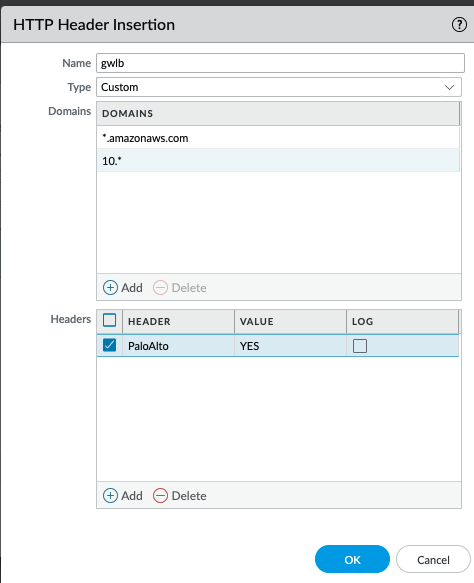 HTTP Header Insertion ?
Name gwlb
Type Custom
Domains DOMAINS
*.amazonaws.com
10.*
Add Delete
Headers HEADER VALUE LOG
PaloAlto YES
Add Delete
OK Cancel